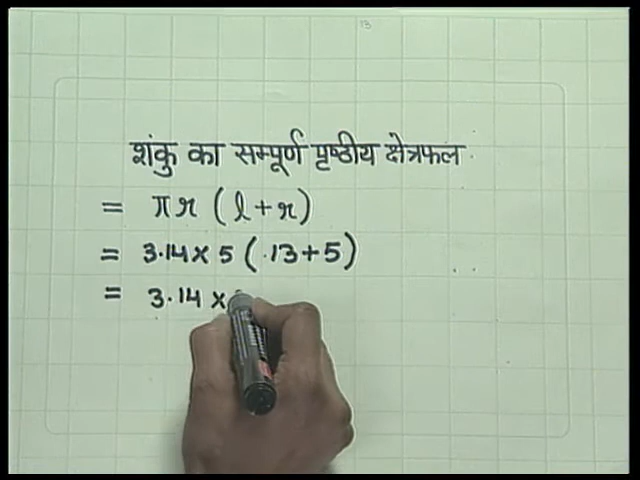 शंकु का सम्पूर्ण पृष्ठीय क्षेत्रफल
= πr (l+r)
= 3.14 × 5 (13+5)
= 3.14 ×